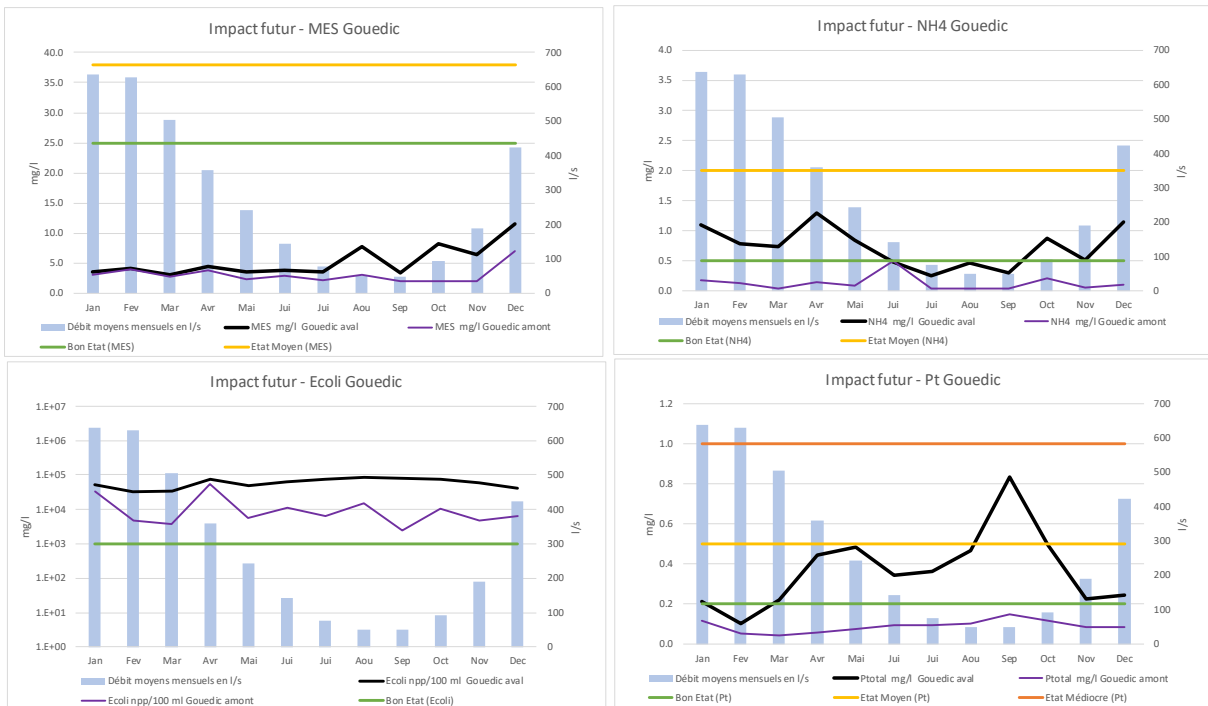 Impact futur - MES Gouedic
40.0
35.0
30.0
25.0
20.0
15.0
10.0
5.0
0.0
mg/l
700
600
500
400
300
200
100
0
l/s
Jan Fev Mar Avr Mai Jui Jui Aou Sep Oct Nov Dec
Débit moyens mensuels en l/s MES mg/l Gouedic aval MES mg/l Gouedic amont
Bon Etat (MES) Etat Moyen (MES)
Impact futur - NH4 Gouedic
4.0
3.5
3.0
2.5
2.0
1.5
1.0
0.5
0.0
mg/l
700
600
500
400
300
200
100
0
l/s
Jan Fev Mar Avr Mai Jui Jui Aou Sep Oct Nov Dec
Débit moyens mensuels en l/s NH4 mg/l Gouedic aval NH4 mg/l Gouedic amont
Bon Etat (NH4) Etat Moyen (NH4)
Impact futur - Ecoli Gouedic
1.E+07
1.E+06
1.E+05
1.E+04
1.E+03
1.E+02
1.E+01
1.E+00
mg/l
700
600
500
400
300
200
100
0
l/s
Jan Fev Mar Avr Mai Jui Jui Aou Sep Oct Nov Dec
Débit moyens mensuels en l/s Ecoli npp/100 ml Gouedic aval
Ecoli npp/100 ml Gouedic amont Bon Etat (Ecoli)
Impact futur - Pt Gouedic
1.2
1.0
0.8
0.6
0.4
0.2
0.0
mg/l
700
600
500
400
300
200
100
0
l/s
Jan Fev Mar Avr Mai Jui Jui Aou Sep Oct Nov Dec
Débit moyens mensuels en l/s Ptotal mg/l Gouedic aval Ptotal mg/l Gouedic amont
Bon Etat (Pt) Etat Moyen (Pt) Etat Médiocre (Pt)